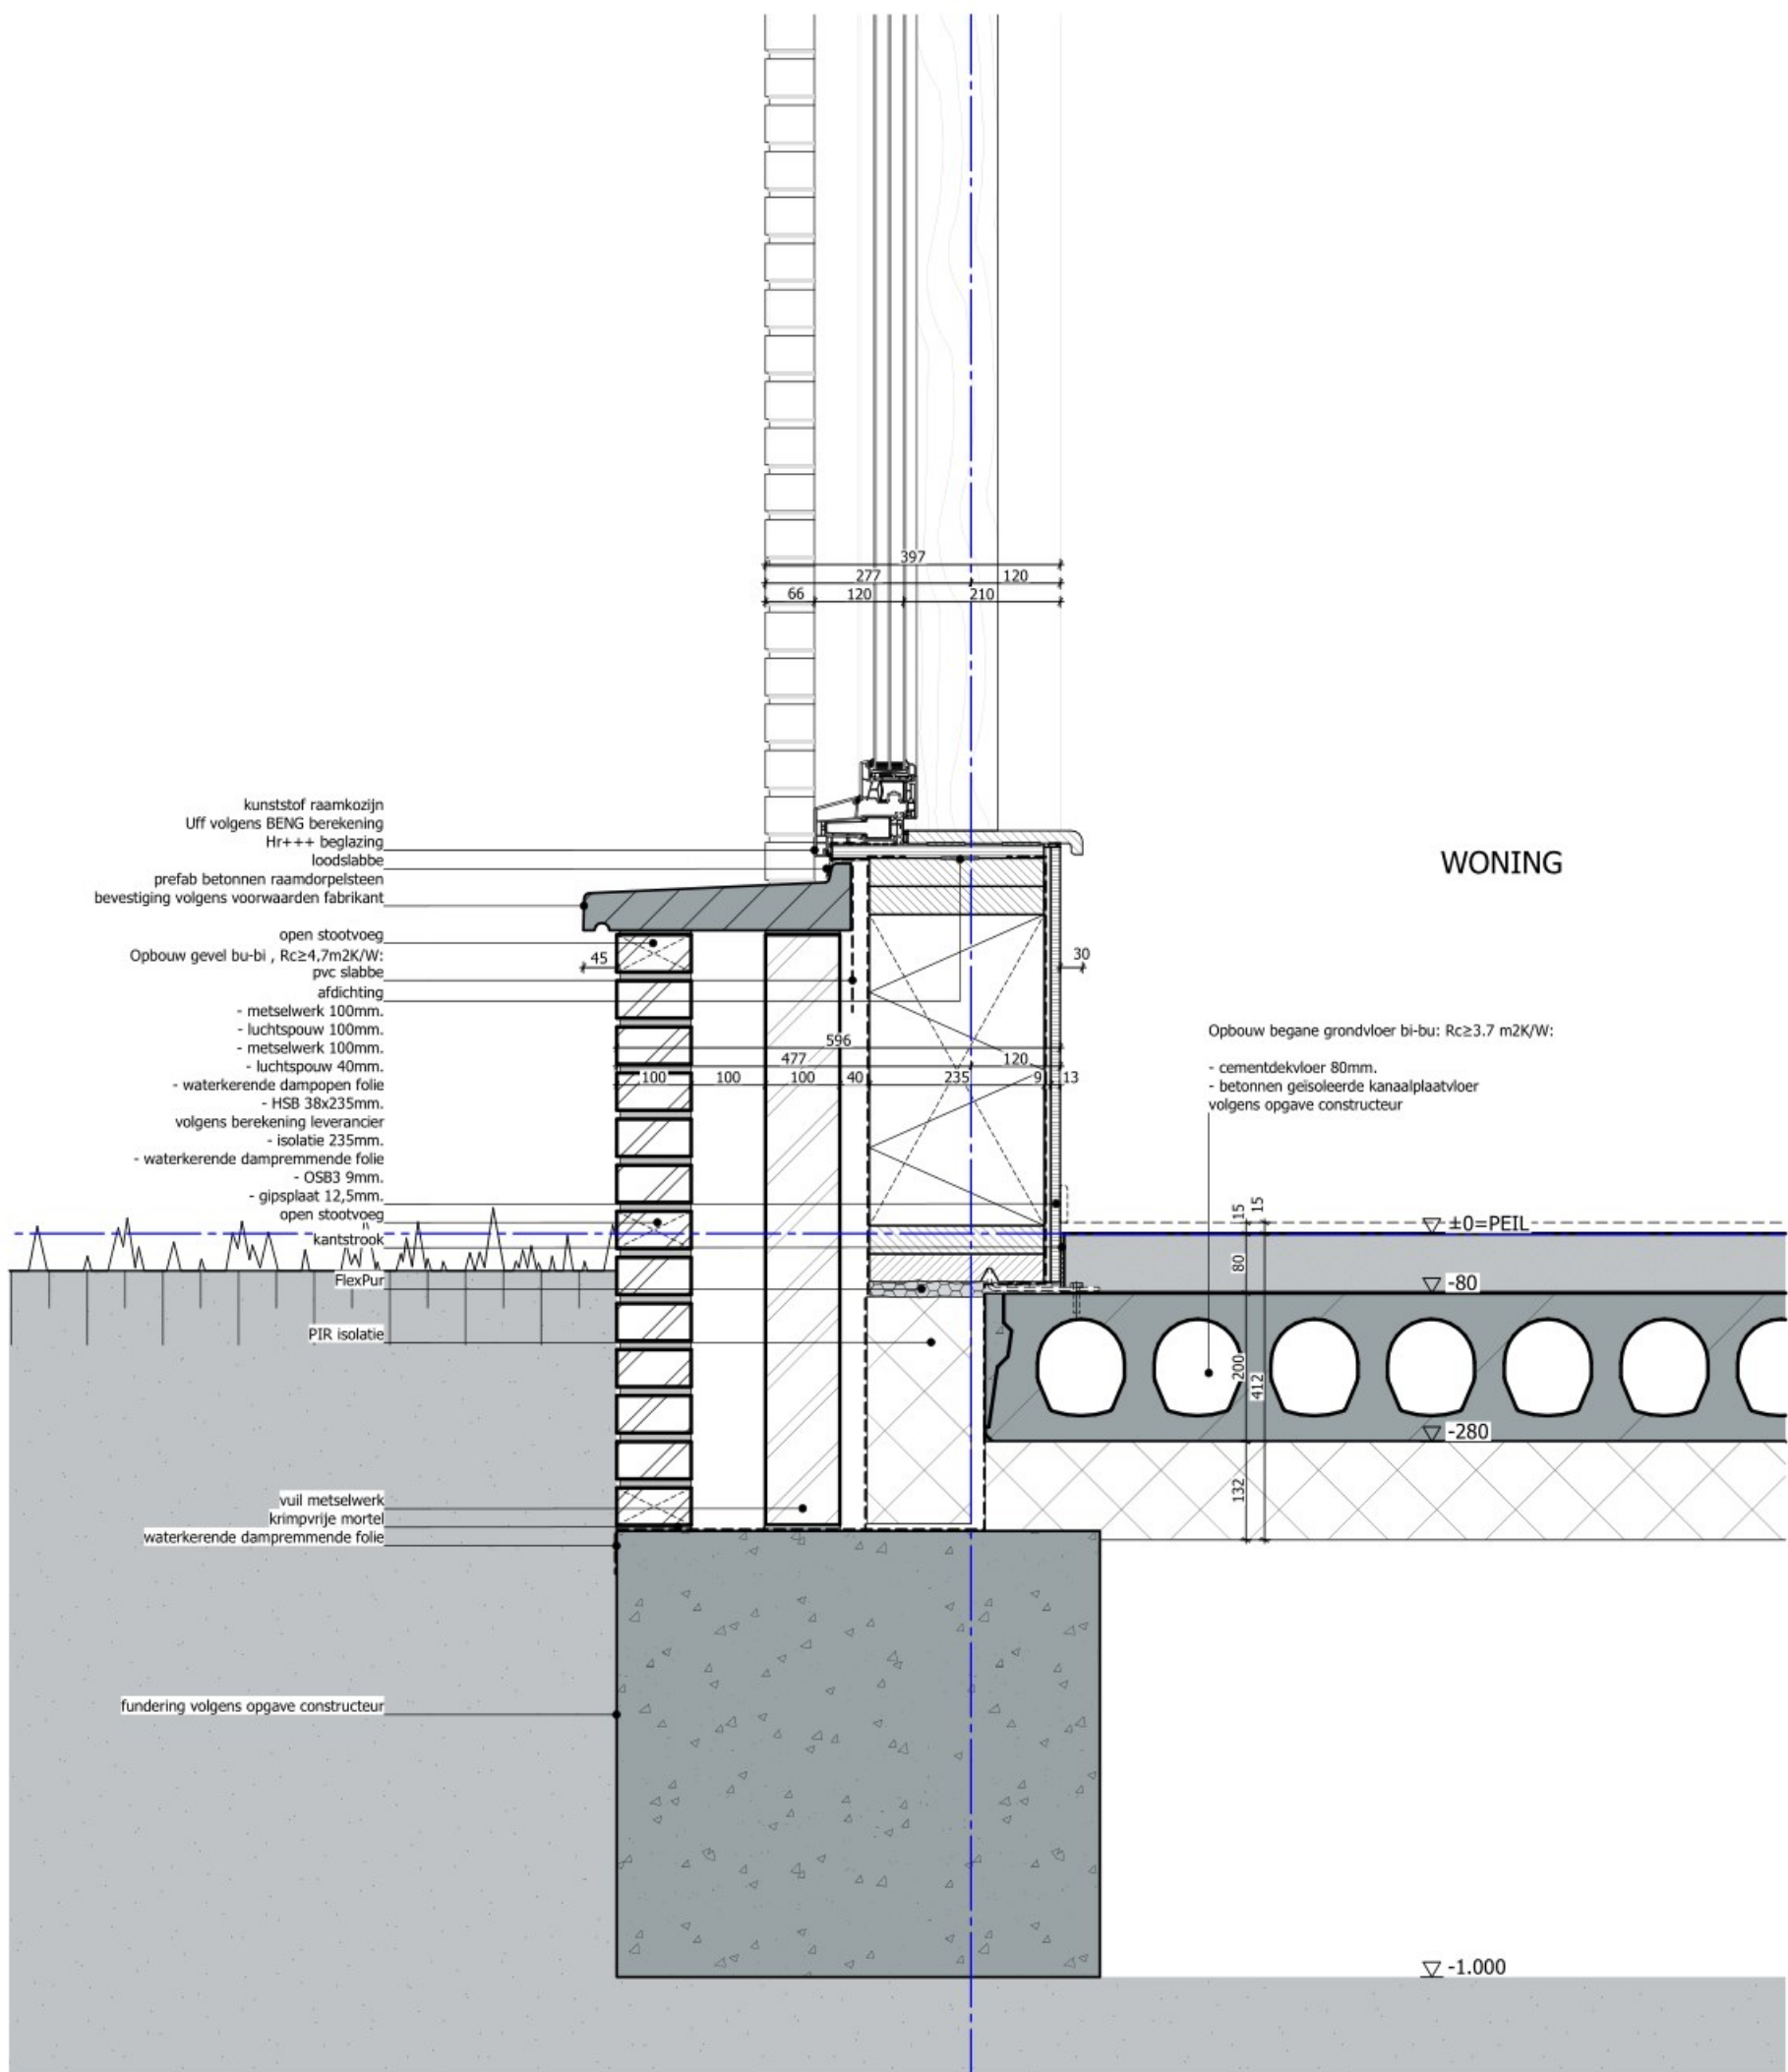 397
277
120
66
120
210
kunststof raamkozijn
Uff volgens BENG berekening
Hr+++ beglazing
loodslabbe
prefab betonnen raamdorpelsteen
bevestiging volgens voorwaarden fabrikant
WONING
open stootvoeg
Opbouw gevel bu-bi , Rc≥4,7m2K/W:
pvc slabbe
afdichting
- metselwerk 100mm.
- luchtspouw 100mm.
- metselwerk 100mm.
- luchtspouw 40mm.
- waterkerende dampopen folie
- HSB 38x235mm.
volgens berekening leverancier
- isolatie 235mm.
- waterkerende dampremmende folie
- OSB3 9mm.
- gipsplaat 12,5mm.
open stootvoeg
kantstrook
FlexPur
PIR isolatie
45
30
596
477
120
100
100
100
40
235
9
13
Opbouw begane grondvloer bi-bu: Rc≥3.7 m2K/W:
- cementdekvloer 80mm.
- betonnen geïsoleerde kanaalplaatvloer
volgens opgave constructeur
15
15
±0=PEIL
80
-80
200
412
-280
132
vuil metselwerk
krimpvrije mortel
waterkerende dampremmende folie
fundering volgens opgave constructeur
-1.000